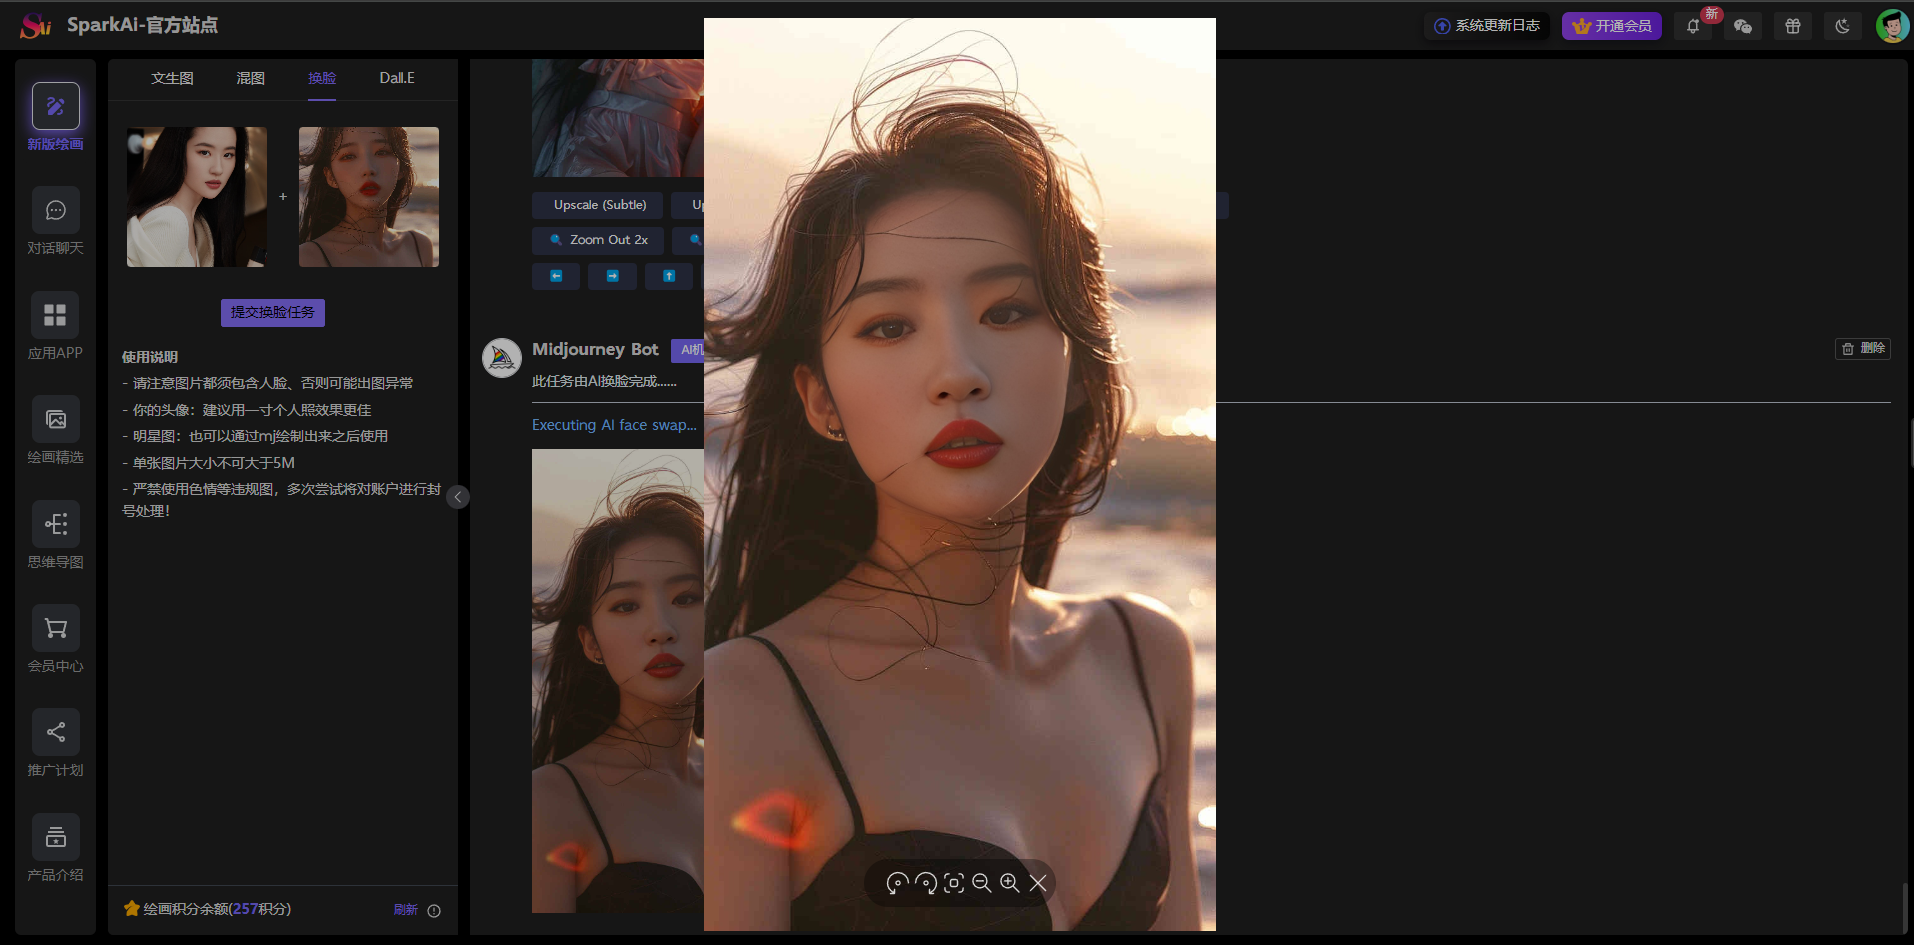 SparkAi-官方站点
系统更新日志
开通会员
新
新版绘画
对话聊天
应用APP
绘画精选
思维导图
会员中心
推广计划
产品介绍
文生图 混图 换脸 Dall.E
+
提交换脸任务
使用说明
- 请注意图片都须包含人脸、否则可能出图异常
- 你的头像：建议用一寸个人照效果更佳
- 明星图：也可以通过mj绘制出来之后使用
- 单张图片大小不可大于5M
- 严禁使用色情等违规图，多次尝试将对账户进行封
号处理！
绘画积分余额(257积分) 刷新
Upscale (Subtle)
Zoom Out 2x
Midjourney Bot
删除
此任务由AI换脸完成......
Executing AI face swap...